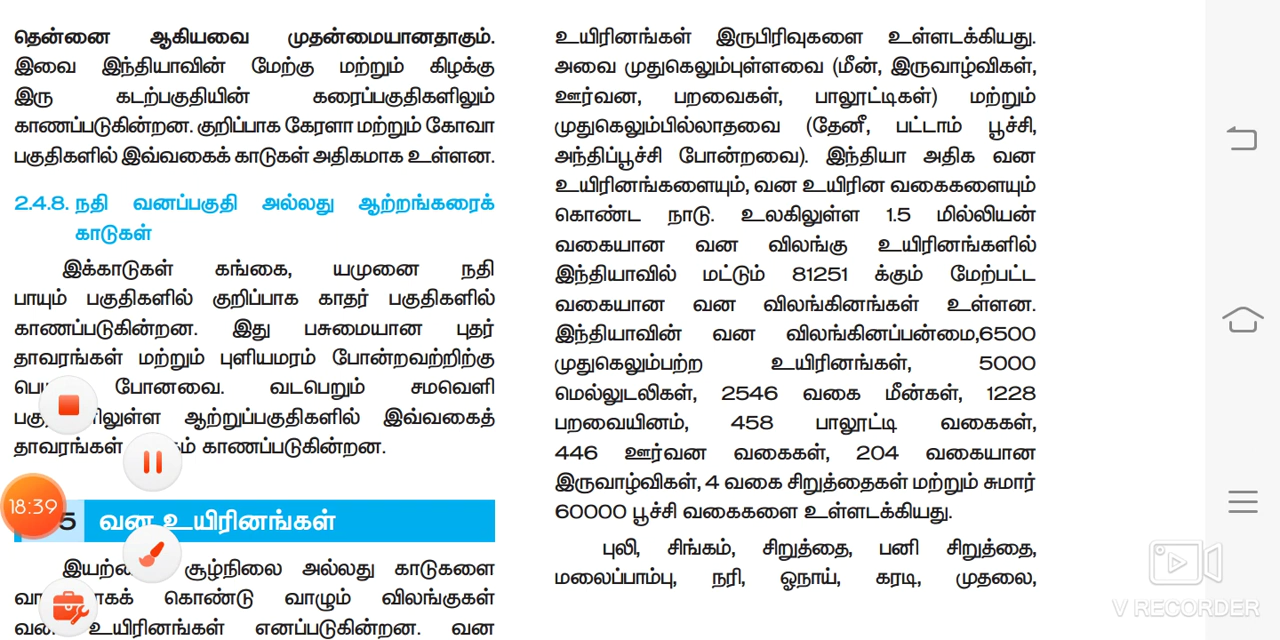 தென்னை ஆகியவை முதன்மையானதாகும்.
இவை இந்தியாவின் மேற்கு மற்றும் கிழக்கு
இரு கடற்பகுதியின் கரைப்பகுதிகளிலும்
காணப்படுகின்றன. குறிப்பாக கேரளா மற்றும் கோவா
பகுதிகளில் இவ்வகைக் காடுகள் அதிகமாக உள்ளன.
2.4.8. நதி வனப்பகுதி அல்லது ஆற்றங்கரைக்
காடுகள்
இக்காடுகள் கங்கை, யமுனை நதி
பாயும் பகுதிகளில் குறிப்பாக காதர் பகுதிகளில்
காணப்படுகின்றன. இது பசுமையான புதர்
தாவரங்கள் மற்றும் புளியமரம் போன்றவற்றிற்கு
போனவை. வடபெறும் சமவெளி
ஆற்றுப்பகுதிகளில் இவ்வகைத்
தாவரங்கள் காணப்படுகின்றன.
18:39
5 வன உயிரினங்கள்
சூழ்நிலை அல்லது காடுகளை
கொண்டு வாழும் விலங்குகள்
உயிரினங்கள் எனப்படுகின்றன. வன
உயிரினங்கள் இருபிரிவுகளை உள்ளடக்கியது.
அவை முதுகெலும்புள்ளவை (மீன், இருவாழ்விகள்,
ஊர்வன, பறவைகள், பாலூட்டிகள்) மற்றும்
முதுகெலும்பில்லாதவை (தேனீ, பட்டாம் பூச்சி,
அந்திப்பூச்சி போன்றவை). இந்தியா அதிக வன
உயிரினங்களையும், வன உயிரின வகைகளையும்
கொண்ட நாடு. உலகிலுள்ள 1.5 மில்லியன்
வகையான வன விலங்கு உயிரினங்களில்
இந்தியாவில் மட்டும் 81251 க்கும் மேற்பட்ட
வகையான வன விலங்கினங்கள் உள்ளன.
இந்தியாவின் வன விலங்கினப்பன்மை,6500
முதுகெலும்பற்ற உயிரினங்கள், 5000
மெல்லுடலிகள், 2546 வகை மீன்கள், 1228
பறவையினம், 458 பாலூட்டி வகைகள்,
446 ஊர்வன வகைகள், 204 வகையான
இருவாழ்விகள், 4 வகை சிறுத்தைகள் மற்றும் சுமார்
60000 பூச்சி வகைகளை உள்ளடக்கியது.
புலி, சிங்கம், சிறுத்தை, பனி சிறுத்தை,
மலைப்பாம்பு, நரி, ஓநாய், கரடி, முதலை,
V RECORDER